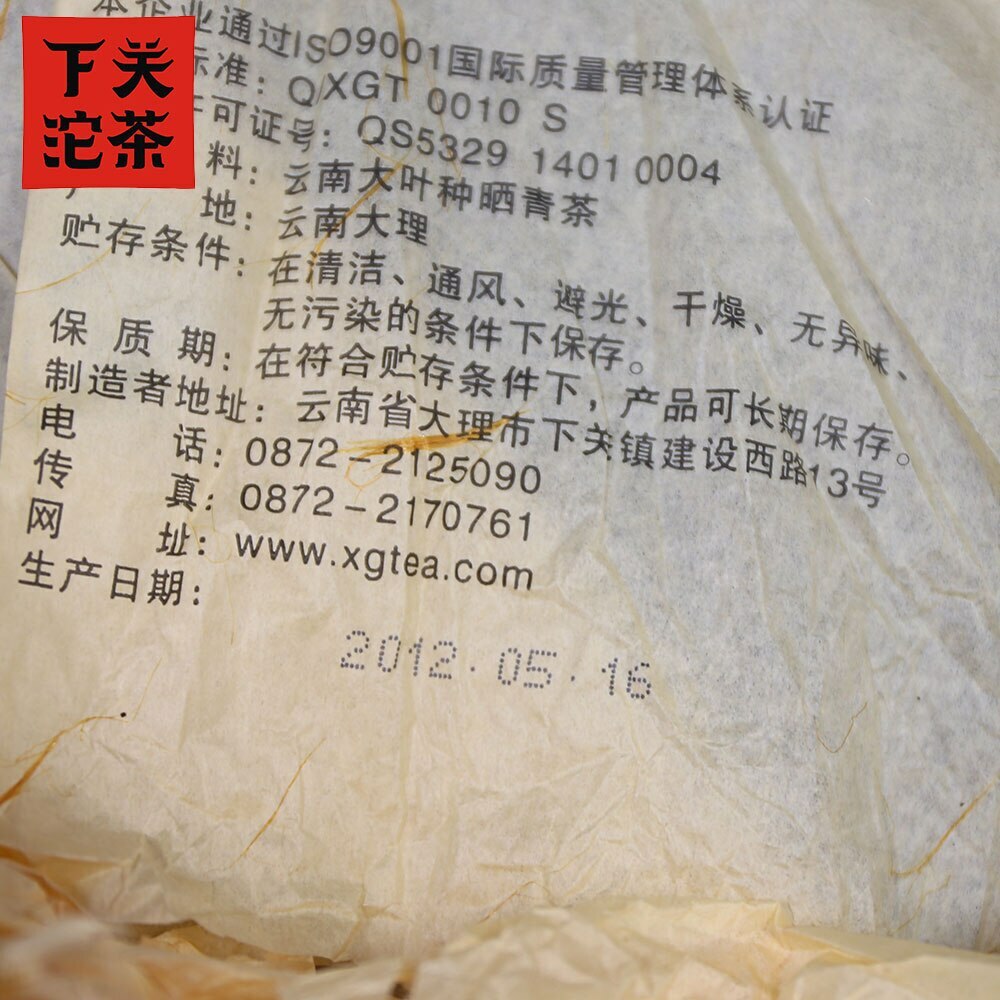 下关
沱茶
本企业通过ISO9001国际质量管理体系认证
标准：QXGT 0010 S
可证号：QS5329 1401 0004
料：云南大叶种晒青茶
地：云南大理
贮存条件：在清洁、通风、避光、干燥、无异味、
无污染的条件下保存。
保质期：在符合贮存条件下，产品可长期保存。
制造者地址：云南省大理市下关镇建设西路13号
电话：0872-2125090
传真：0872-2170761
网址：www.xgtea.com
生产日期：
2012.05.16